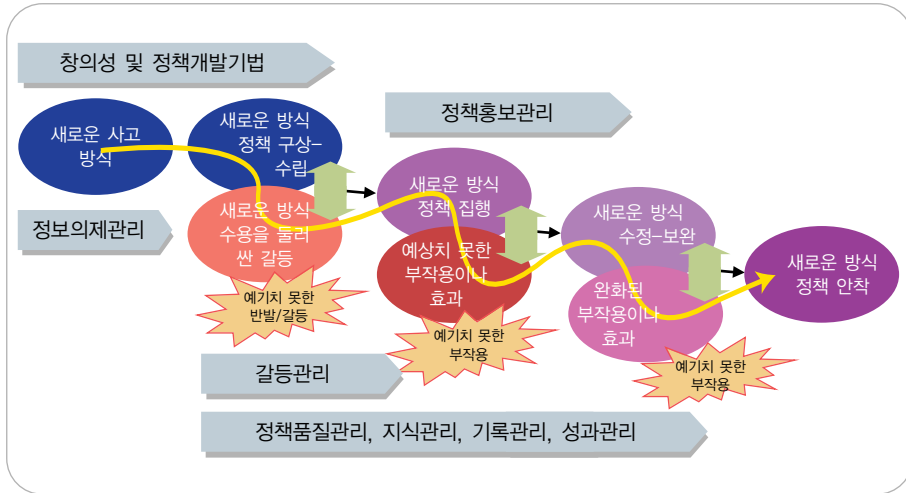 창의성 및 정책개발기법
정책홍보관리
새로운 사고
방식
새로운 방식
정책 구상-
수립
정보의제관리
새로운 방식
수용을 둘러
싼 갈등
새로운 방식
정책 집행
예상치 못한
부작용이나
효과
새로운 방식
수정-보완
완화된
부작용이나
효과
새로운 방식
정책 안착
예기치 못한
반발/갈등
예기치 못한
부작용
예기치 못한
부작용
갈등관리
정책품질관리, 지식관리, 기록관리, 성과관리